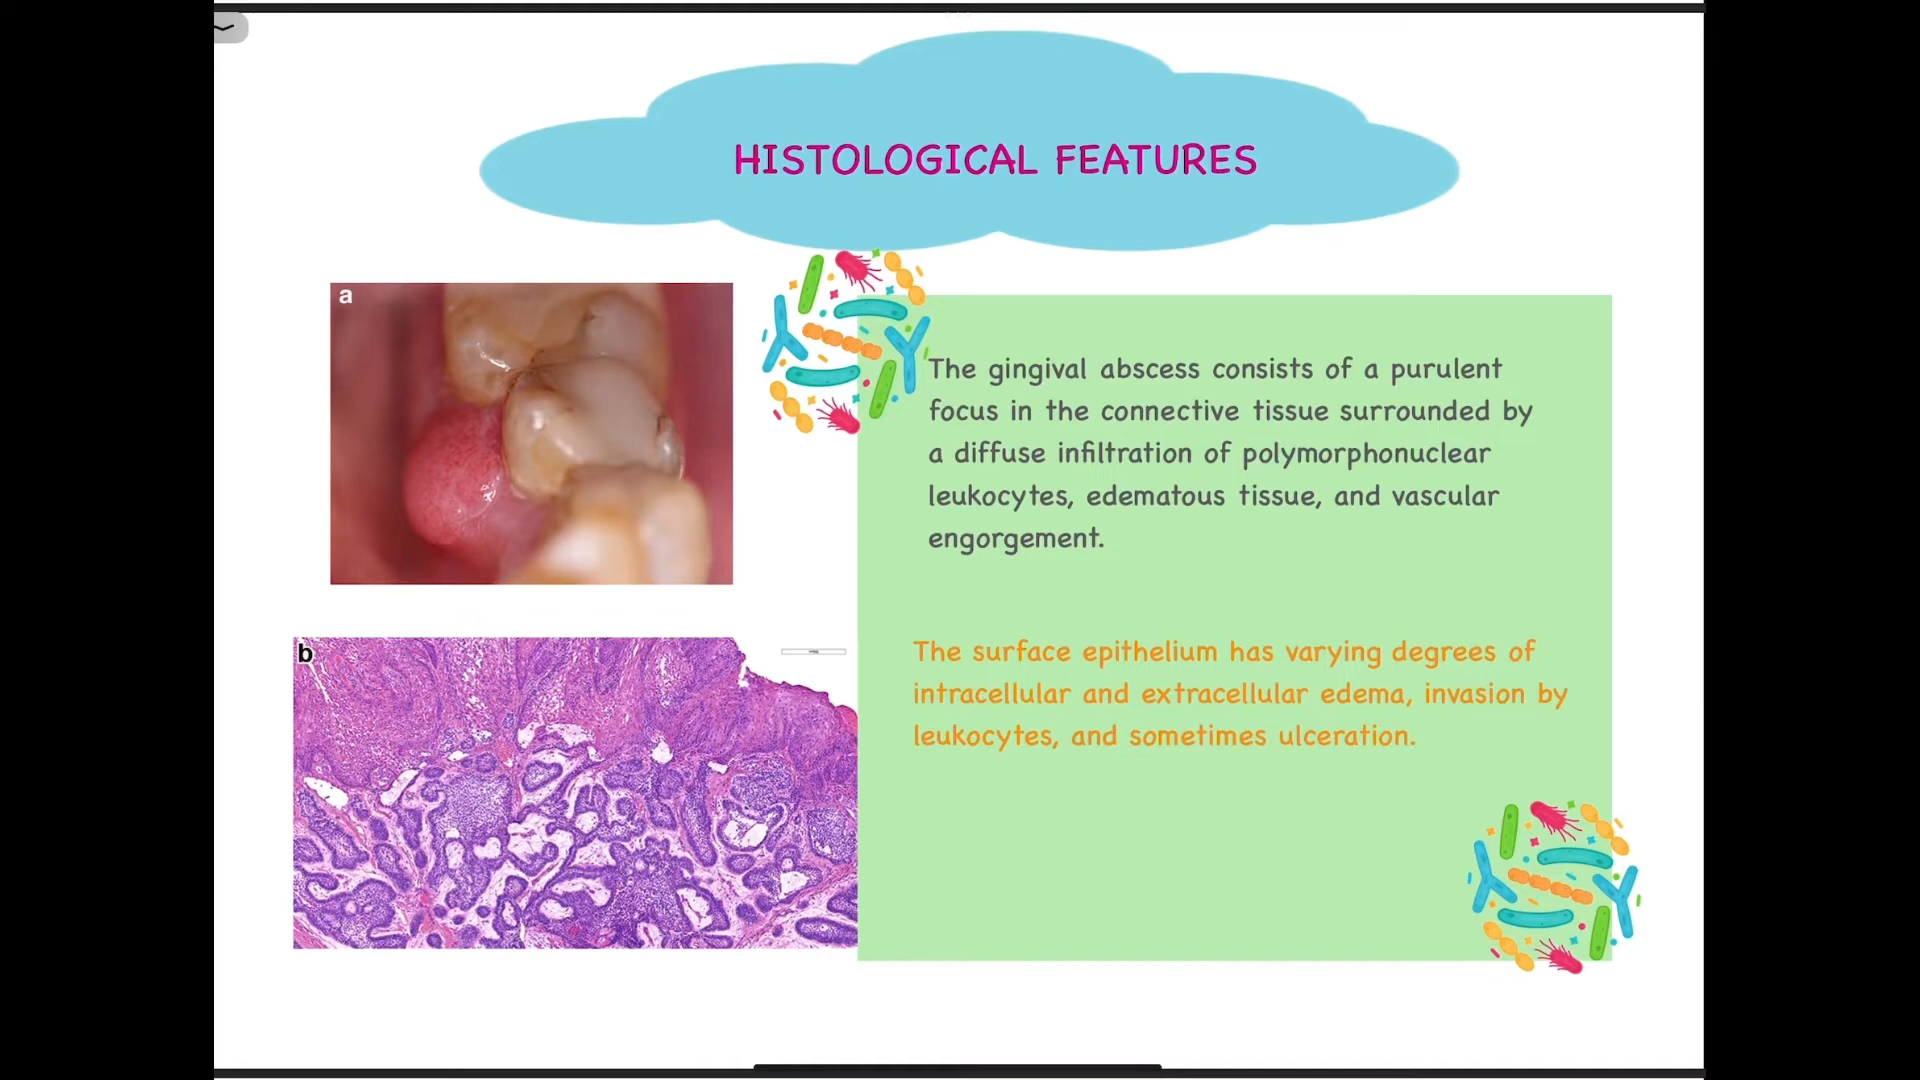 HISTOLOGICAL FEATURES
a
The gingival abscess consists of a purulent
focus in the connective tissue surrounded by
a diffuse infiltration of polymorphonuclear
leukocytes, edematous tissue, and vascular
engorgement.
b
The surface epithelium has varying degrees of
intracellular and extracellular edema, invasion by
leukocytes, and sometimes ulceration.